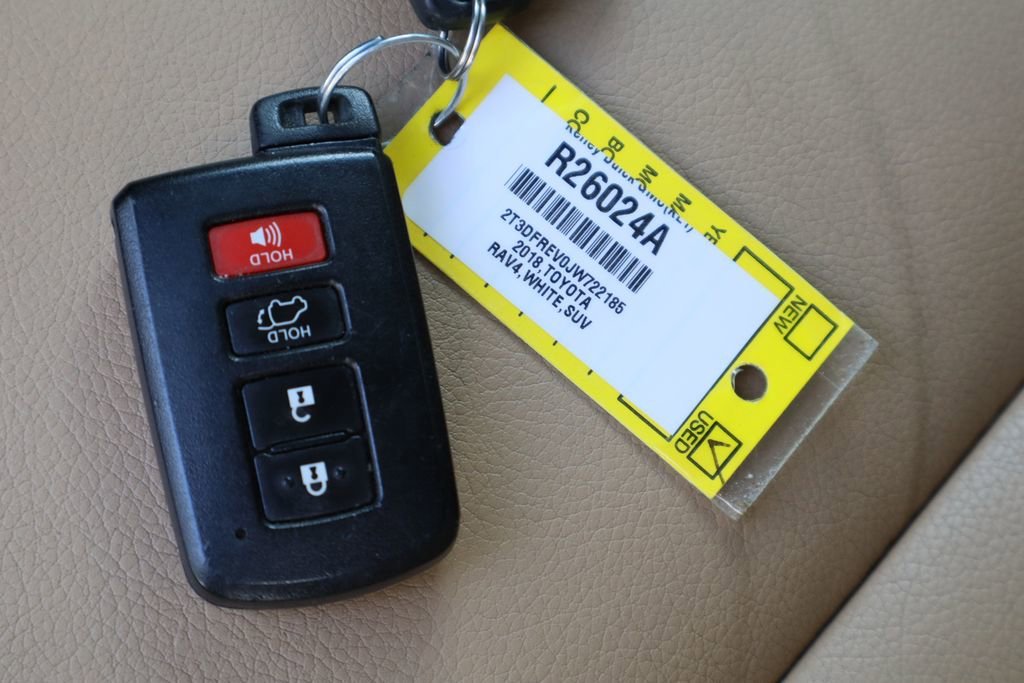 R26024A
2T3DFREV0JW722185
2018, TOYOTA
RAV4, WHITE, SUV
NEW
USED
HOLD
HOLD